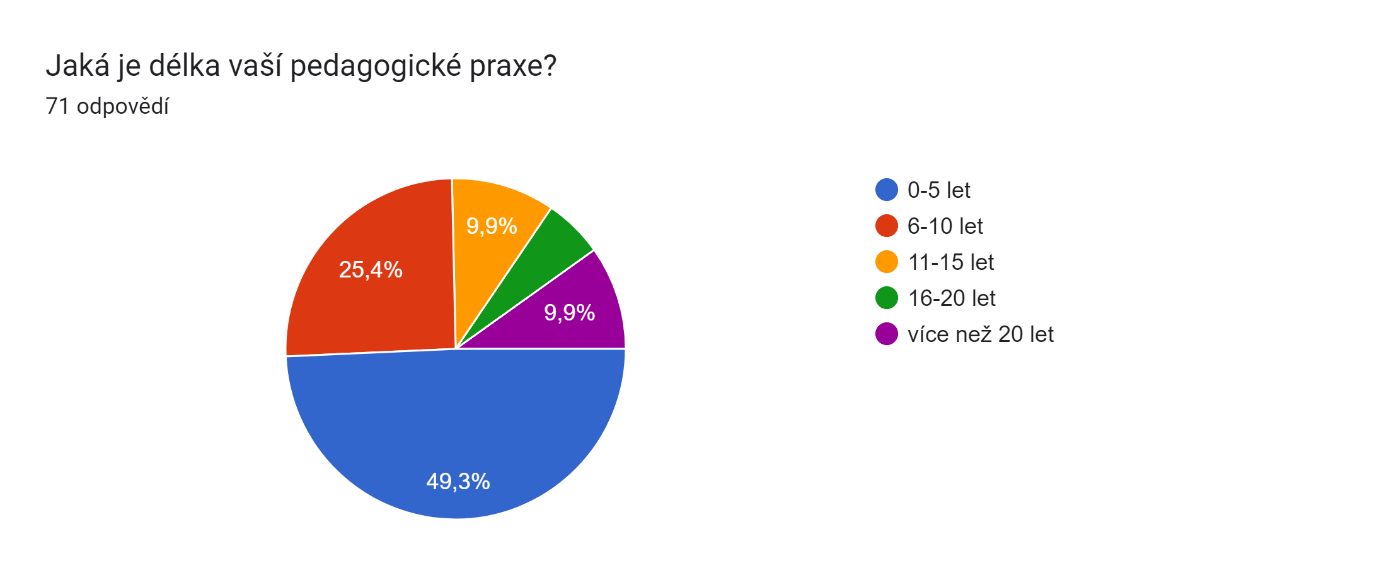 Jaká je délka vaší pedagogické praxe?
71 odpovědí
9,9%
25,4%
9,9%
49,3%
0-5 let
6-10 let
11-15 let
16-20 let
více než 20 let